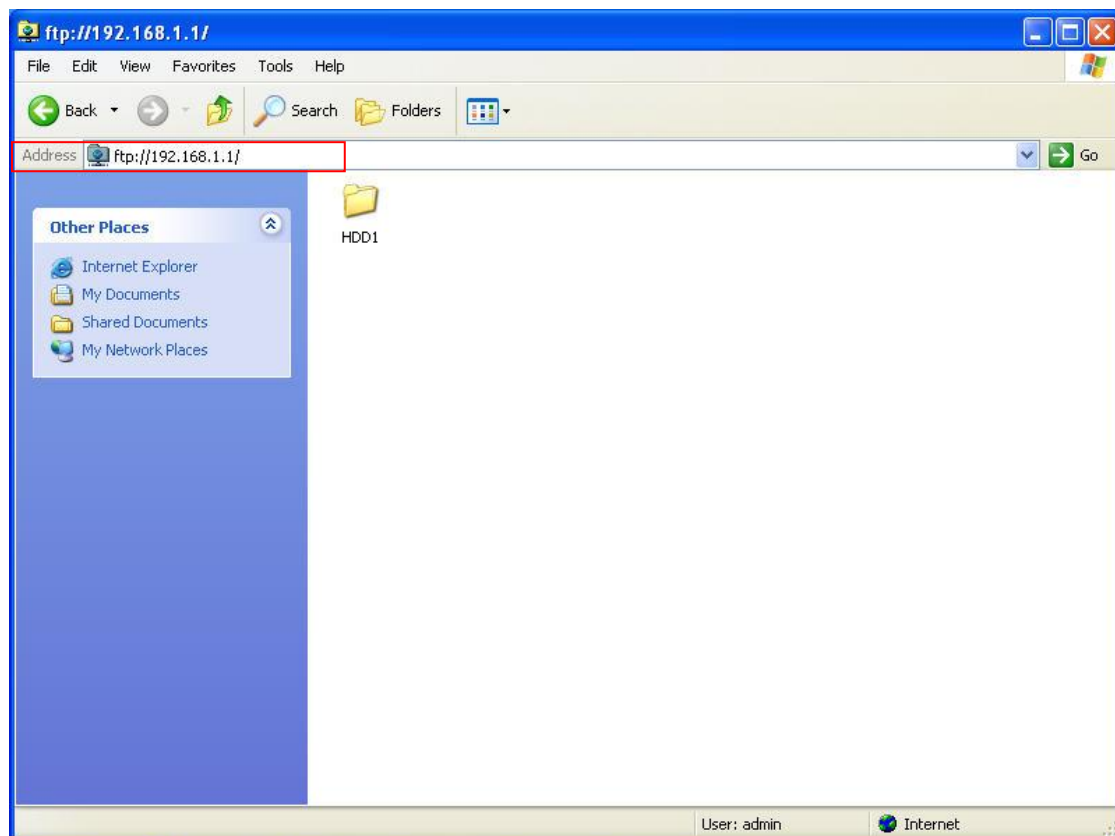 ftp://192.168.1.1/
File Edit View Favorites Tools Help
Back Search Folders
Address ftp://192.168.1.1/ Go
Other Places
Internet Explorer
My Documents
Shared Documents
My Network Places
HDD1
User: admin Internet